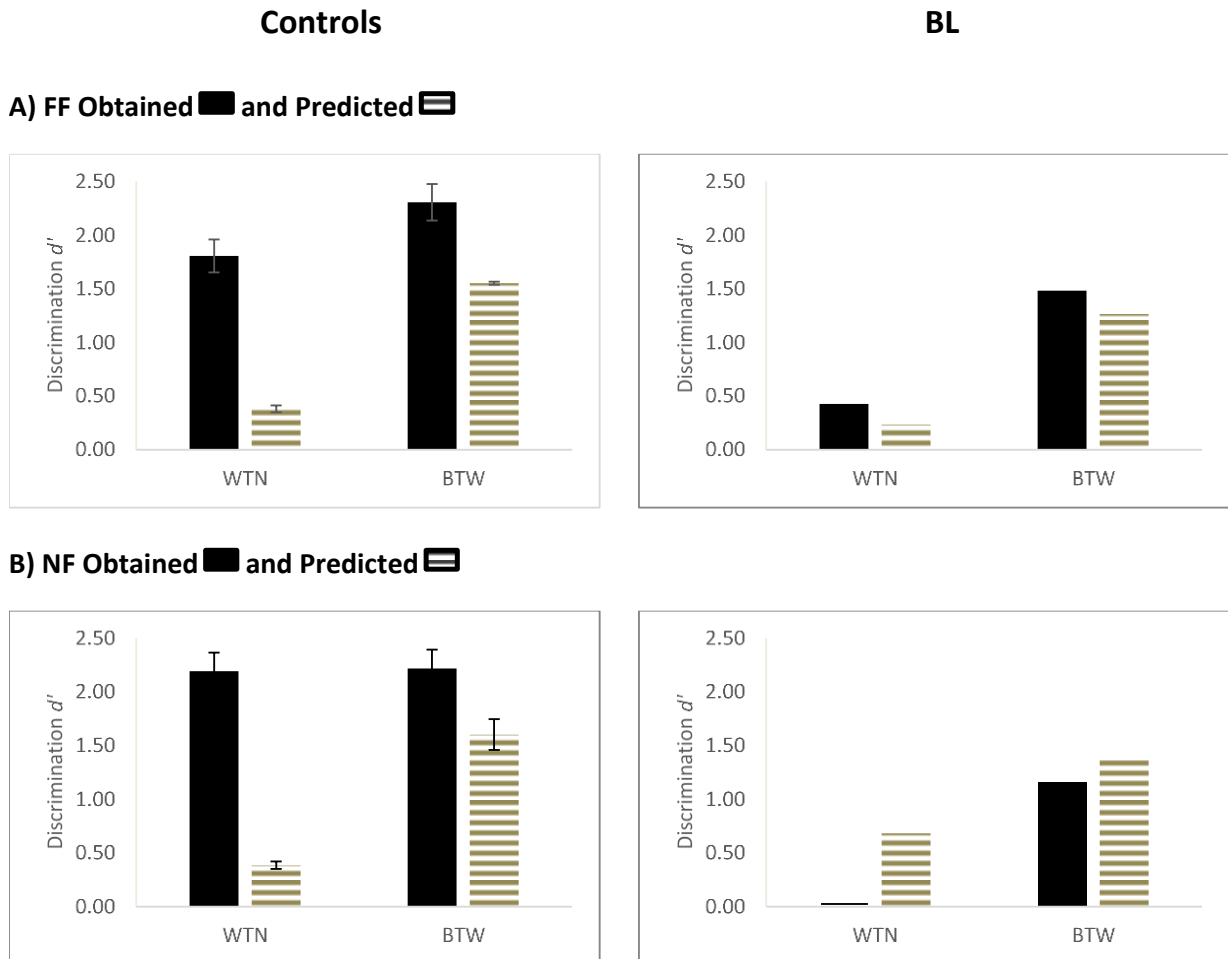 Controls
BL
A) FF Obtained and Predicted
2.50
2.00
1.50
1.00
0.50
0.00
Discrimination d'
WTN
BTW
2.50
2.00
1.50
1.00
0.50
0.00
Discrimination d'
WTN
BTW
B) NF Obtained and Predicted
2.50
2.00
1.50
1.00
0.50
0.00
Discrimination d'
WTN
BTW
2.50
2.00
1.50
1.00
0.50
0.00
Discrimination d'
WTN
BTW